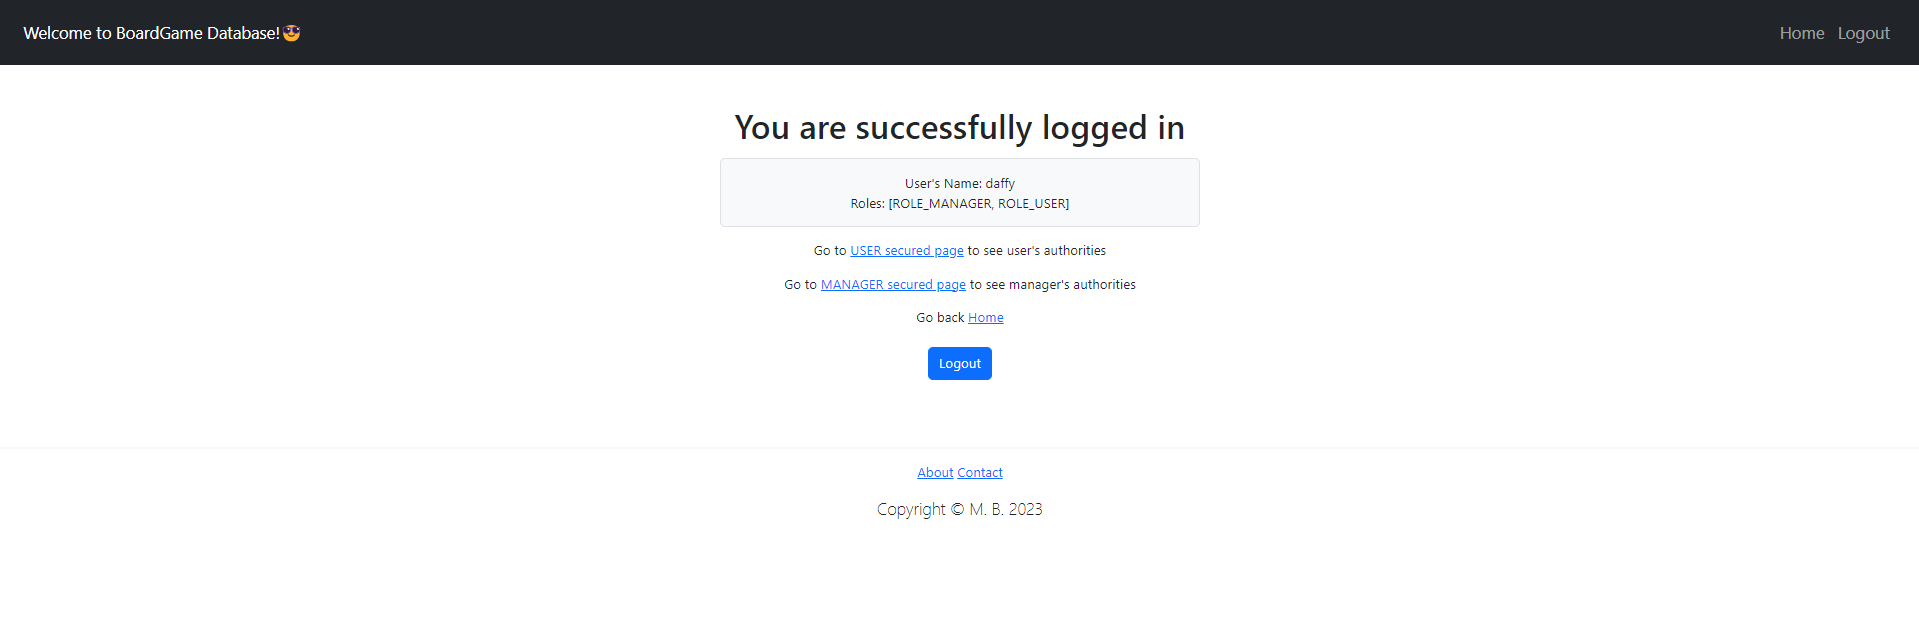 Welcome to BoardGame Database!😎
Home Logout
You are successfully logged in
User's Name: daffy
Roles: [ROLE_MANAGER, ROLE_USER]
Go to USER secured page to see user's authorities
Go to MANAGER secured page to see manager's authorities
Go back Home
Logout
About Contact
Copyright © M. B. 2023